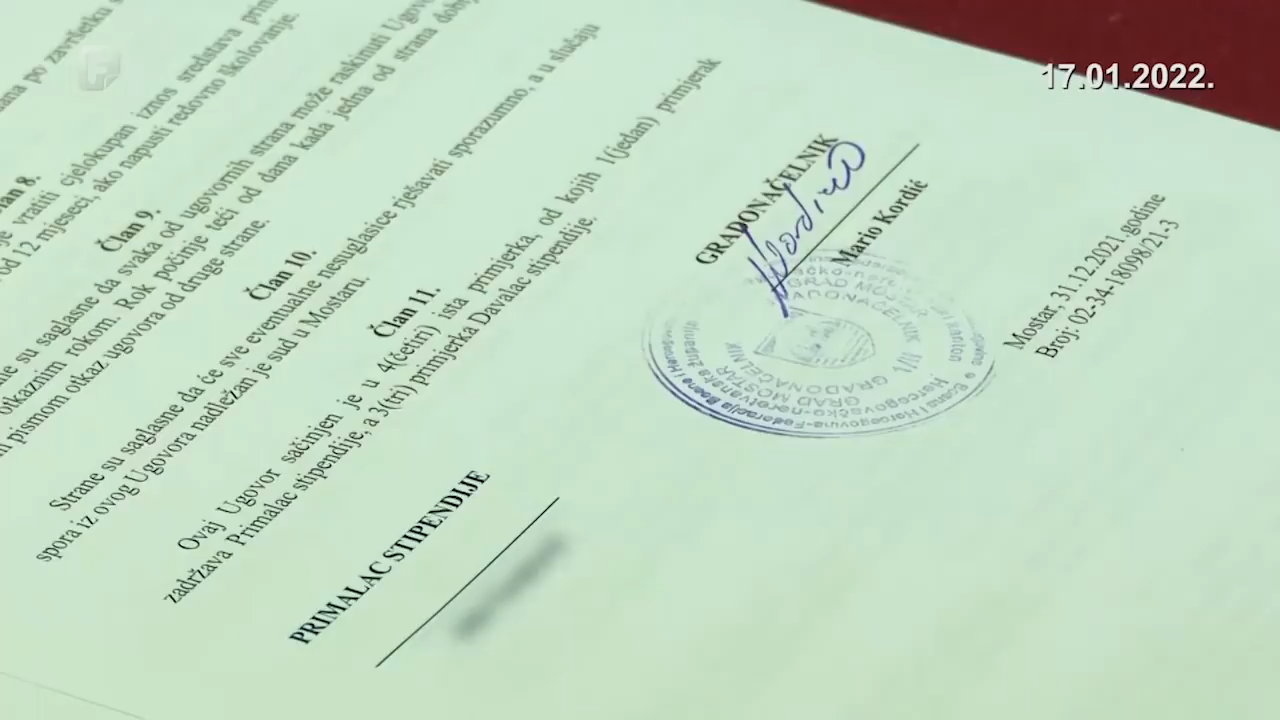 17.01.2022.
po završetku
Član 8.
vratiti cjelokupan iznos sredstava
od 12 mjeseci, ako napusti redovno školovanje.
Član 9.
su saglasne da svaka od ugovornih strana može raskinuti
otkaznim rokom. Rok počinje teći od dana kada jedna od strana
pismom otkaz ugovora od druge strane.
Član 10.
Strane su saglasne da će sve eventualne nesuglasice rješavati sporazumno, a u slučaju
spora iz ovog Ugovora nadležan je sud u Mostaru.
Član 11.
Ovaj Ugovor sačinjen je u 4(četiri) ista primjerka, od kojih 1(jedan) primjerak
zadržava Primalac stipendije, a 3(tri) primjerka Davalac stipendije.
PRIMALAC STIPENDIJE
GRADONAČELNIK
Mario Kordić
GRAD MOSTAR
GRADONAČELNIK
Mostar, 31.12.2021.godine
Broj: 02-34-18098/21-3